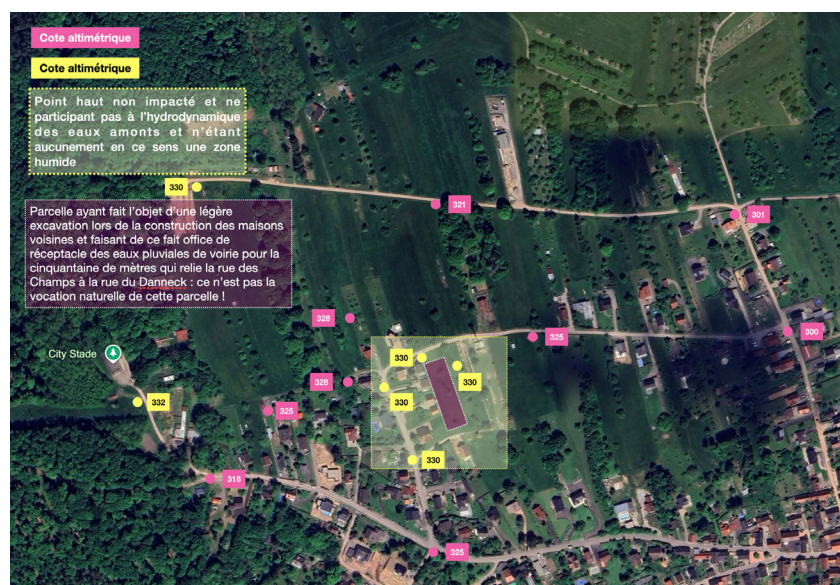 Cote altimétrique
Cote altimétrique
Point haut non impacté et ne
participant pas à l'hydrodynamique
des eaux amonts et n'étant
aucunement en ce sens une zone
humide
330
321
301
Parcelle ayant fait l'objet d'une légère
excavation lors de la construction des maisons
voisines et faisant de ce fait office de
réceptacle des eaux pluviales de voirie pour la
cinquantaine de mètres qui relie la rue des
Champs à la rue du Danneck : ce n'est pas la
vocation naturelle de cette parcelle !
328
325
300
City Stade
330
330
328
330
332
325
330
318
325